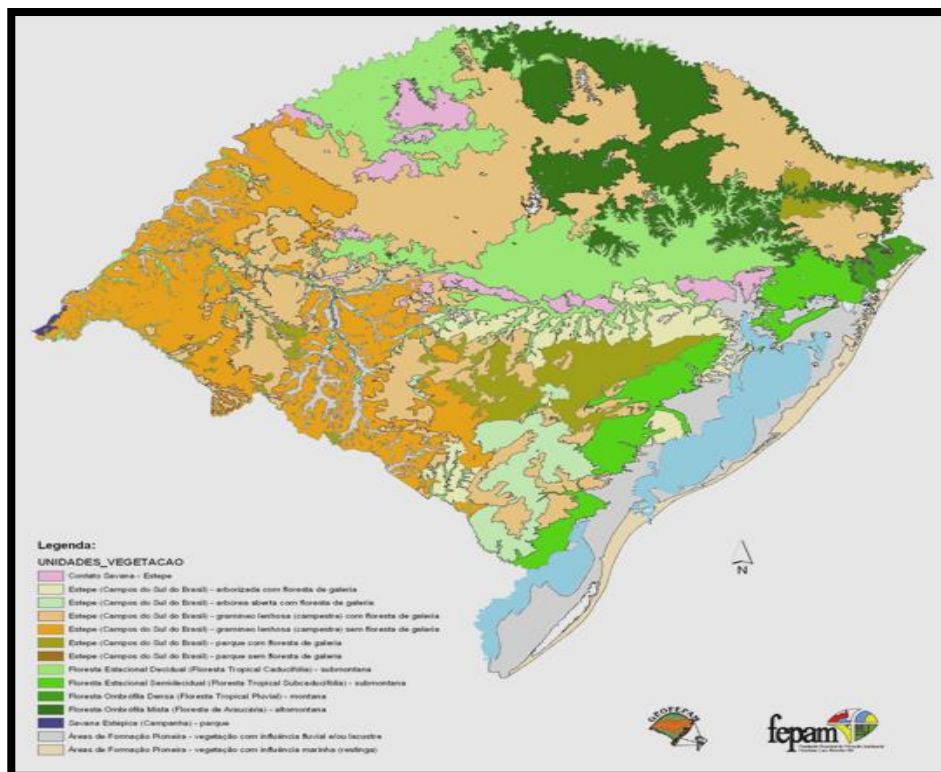 N
Legenda:
UNIDADES_VEGETACAO
Contato Savana - Estepe
Estepe (Campos do Sul do Brasil) - arborizada com floresta de galeria
Estepe (Campos do Sul do Brasil) - arbórea aberta com floresta de galeria
Estepe (Campos do Sul do Brasil) - gramíneo lenhosa (campestre) com floresta de galeria
Estepe (Campos do Sul do Brasil) - gramíneo lenhosa (campestre) sem floresta de galeria
Estepe (Campos do Sul do Brasil) - parque com floresta de galeria
Estepe (Campos do Sul do Brasil) - parque sem floresta de galeria
Floresta Estacional Decidual (Floresta Tropical Caducifólia) - submontana
Floresta Estacional Semidecidual (Floresta Tropical Subcaducifólia) - submontana
Floresta Ombrófila Densa (Floresta Tropical Pluvial) - montana
Floresta Ombrófila Mista (Floresta de Araucária) - altomontana
Savana Estépica (Campanha) - parque
Áreas de Formação Pioneira - vegetação com influência fluvial e/ou lacustre
Áreas de Formação Pioneira - vegetação com influência marinha (restinga)
GEOFEPAM
fepam